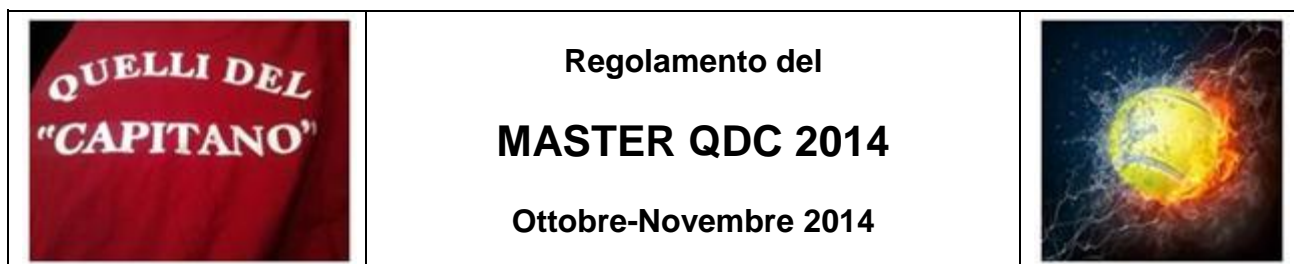 QUELLI DEL
"CAPITANO"
Regolamento del
MASTER QDC 2014
Ottobre-Novembre 2014